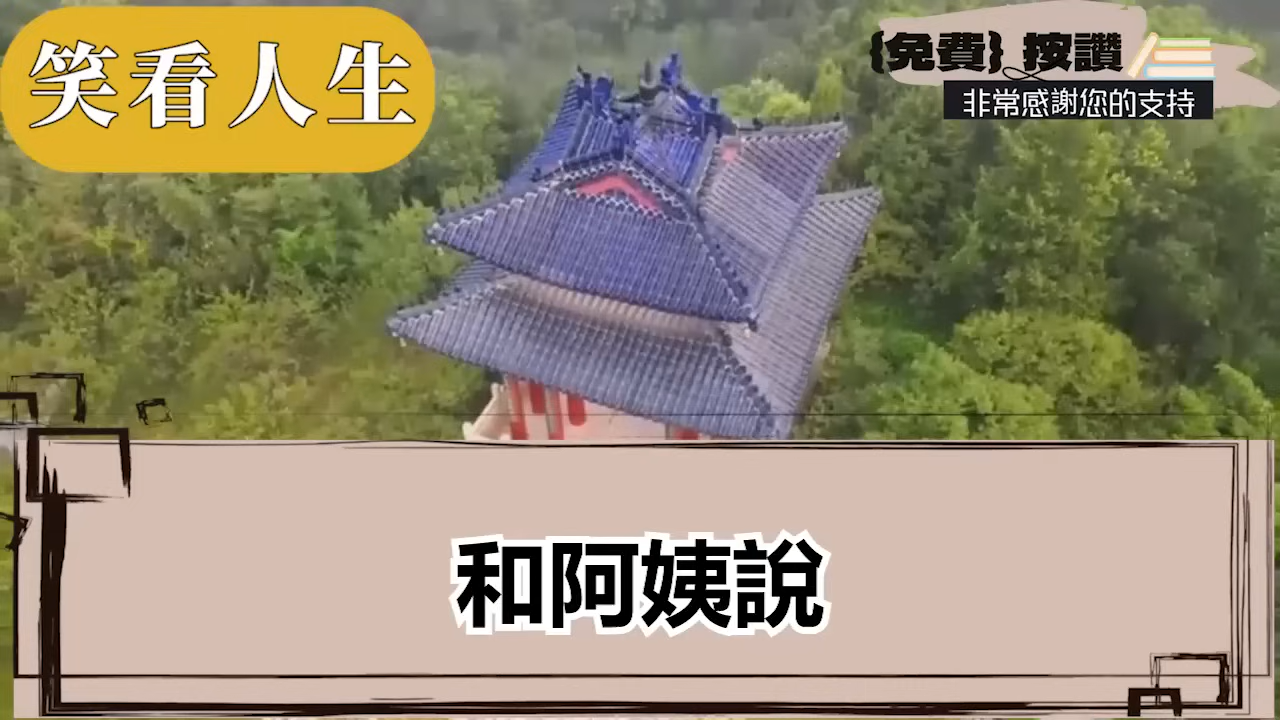 笑看人生
{免費} 按讚
非常感謝您的支持
和阿姨說